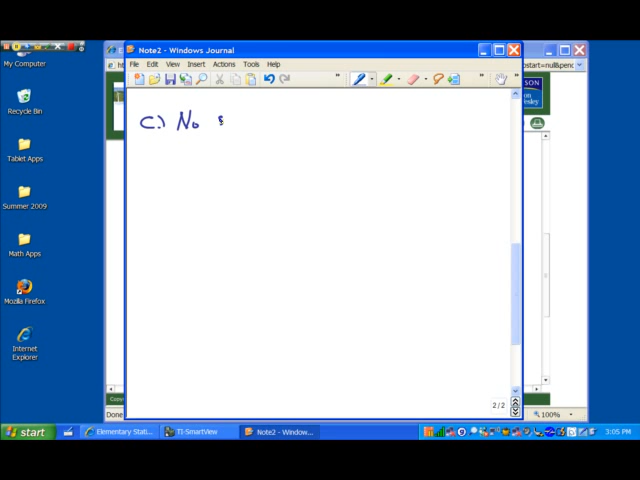 Note2 - Windows Journal
File Edit View Insert Actions Tools Help
My Computer
Recycle Bin
Tablet Apps
Summer 2009
Math Apps
Mozilla Firefox
Internet
Explorer
C.) No
2/2
Done
100%
start
Elementary Stati...
TI-SmartView
Note2 - Window...
3:05 PM